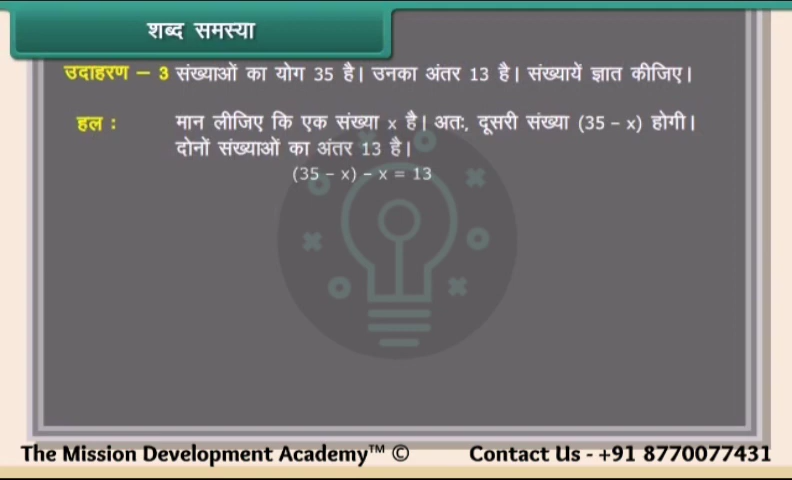 शब्द समस्या
उदाहरण – 3 संख्याओं का योग 35 है। उनका अंतर 13 है। संख्यायें ज्ञात कीजिए।
हल : मान लीजिए कि एक संख्या x है। अतः, दूसरी संख्या (35 – x) होगी।
दोनों संख्याओं का अंतर 13 है।
(35 – x) – x = 13
The Mission Development Academy™ © Contact Us - +91 8770077431